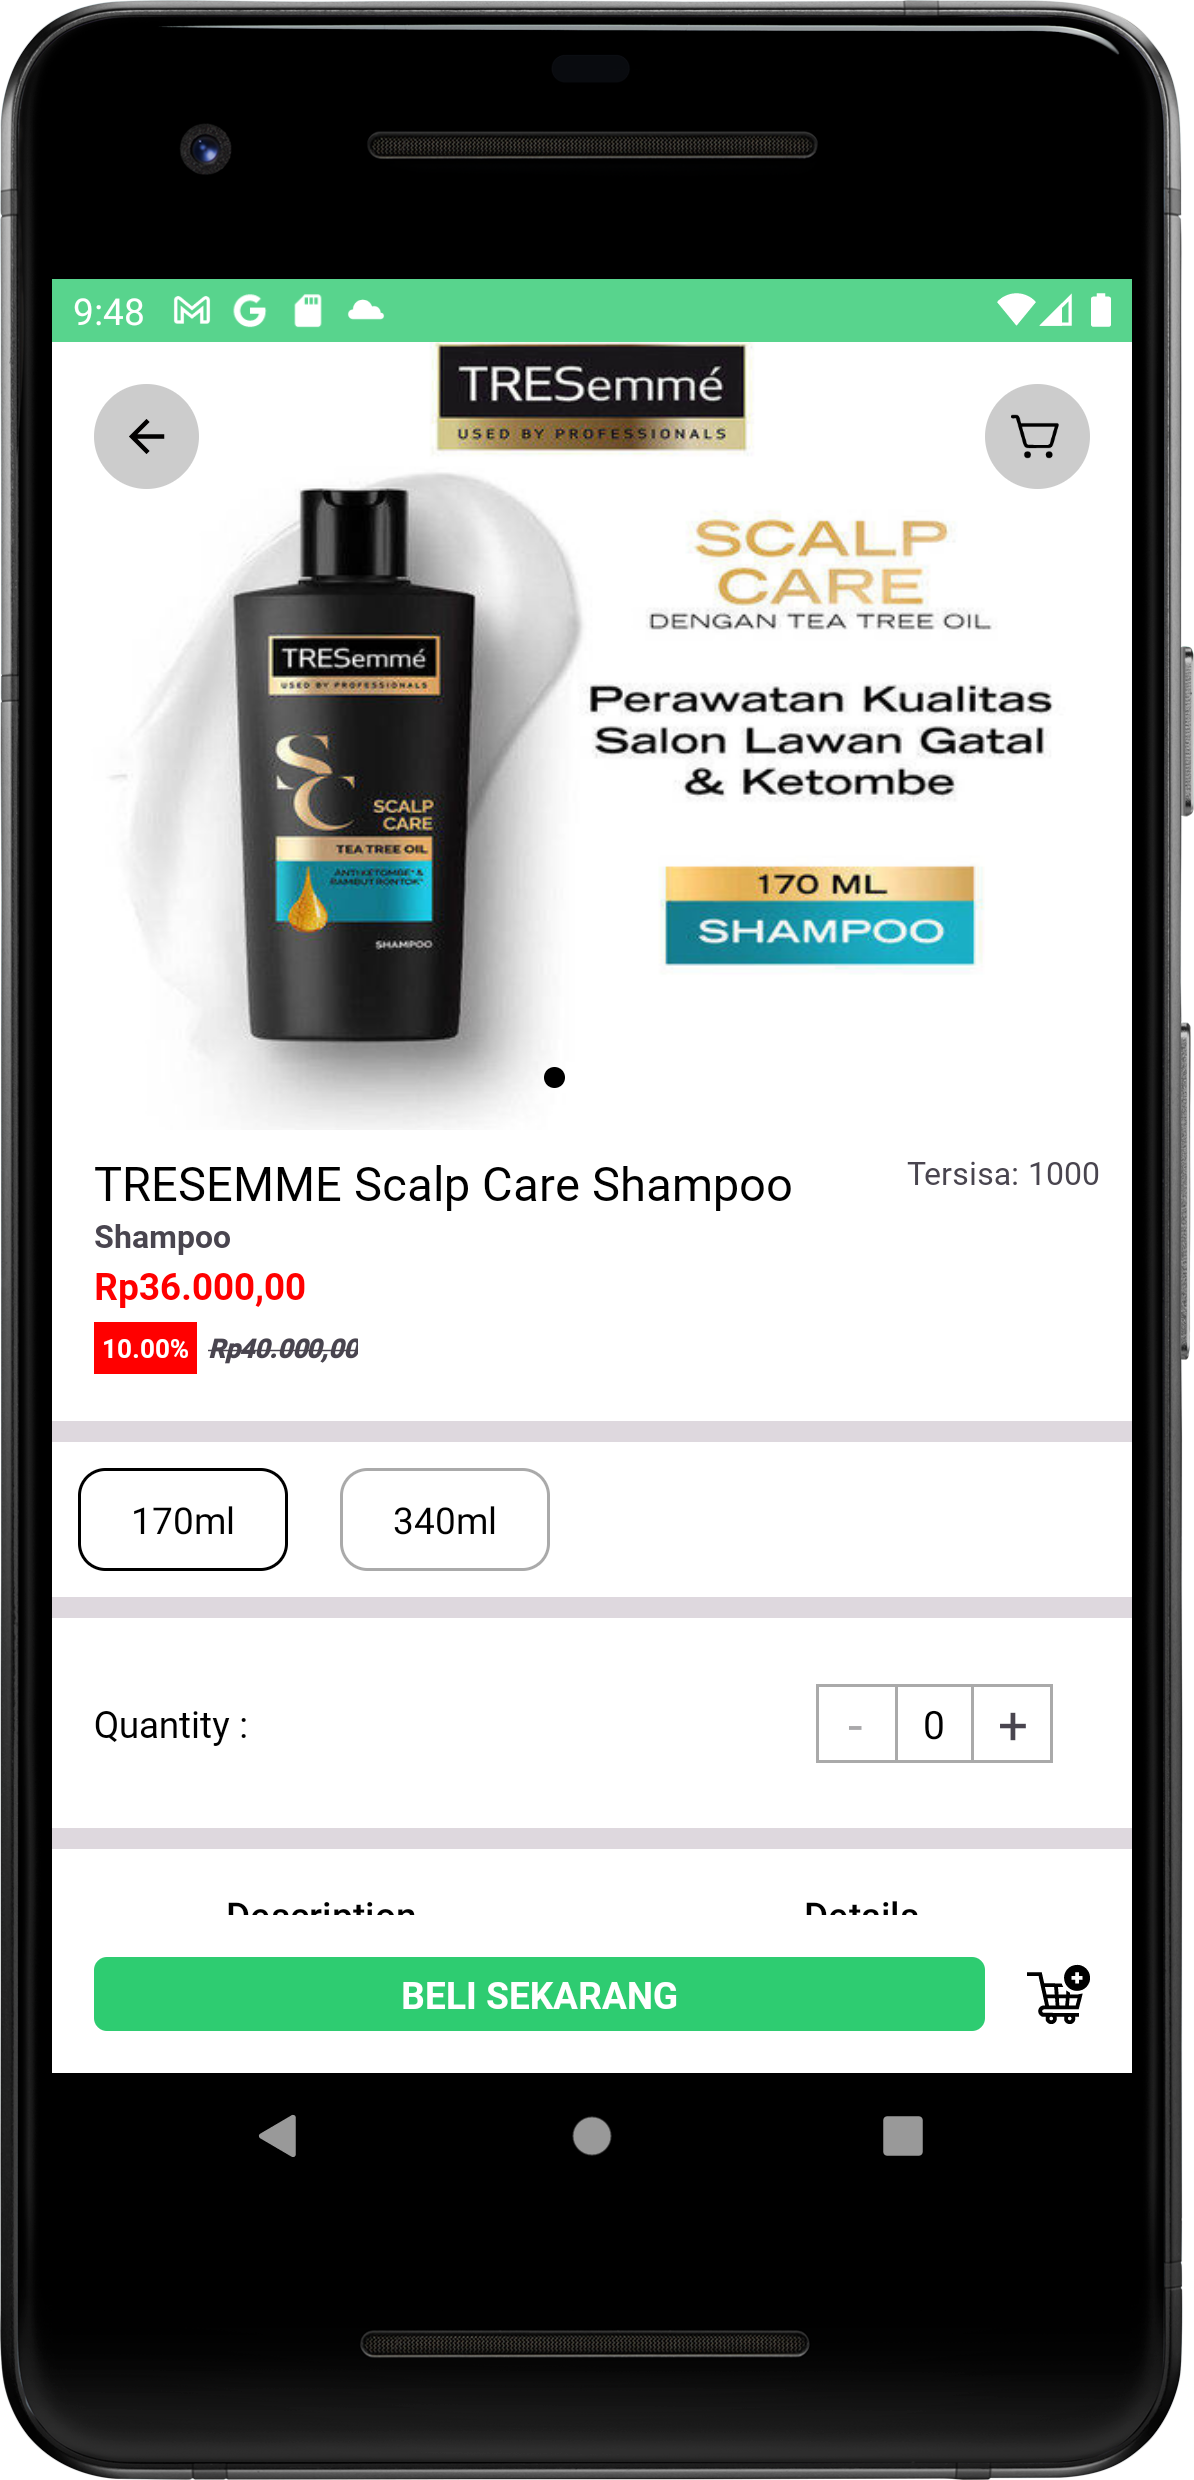 9:48
TRESemmé
USED BY PROFESSIONALS
SCALP
CARE
DENGAN TEA TREE OIL
Perawatan Kualitas
Salon Lawan Gatal
& Ketombe
170 ML
SHAMPOO
TRESemmé
USED BY PROFESSIONALS
SC
SCALP
CARE
TEA TREE OIL
ANTI KETOMBE* &
RAMBUT RONTOK*
SHAMPOO
TRESEMME Scalp Care Shampoo
Tersisa: 1000
Shampoo
Rp36.000,00
10.00% Rp40.000,00
170ml 340ml
Quantity : - 0 +
Description Details
BELI SEKARANG